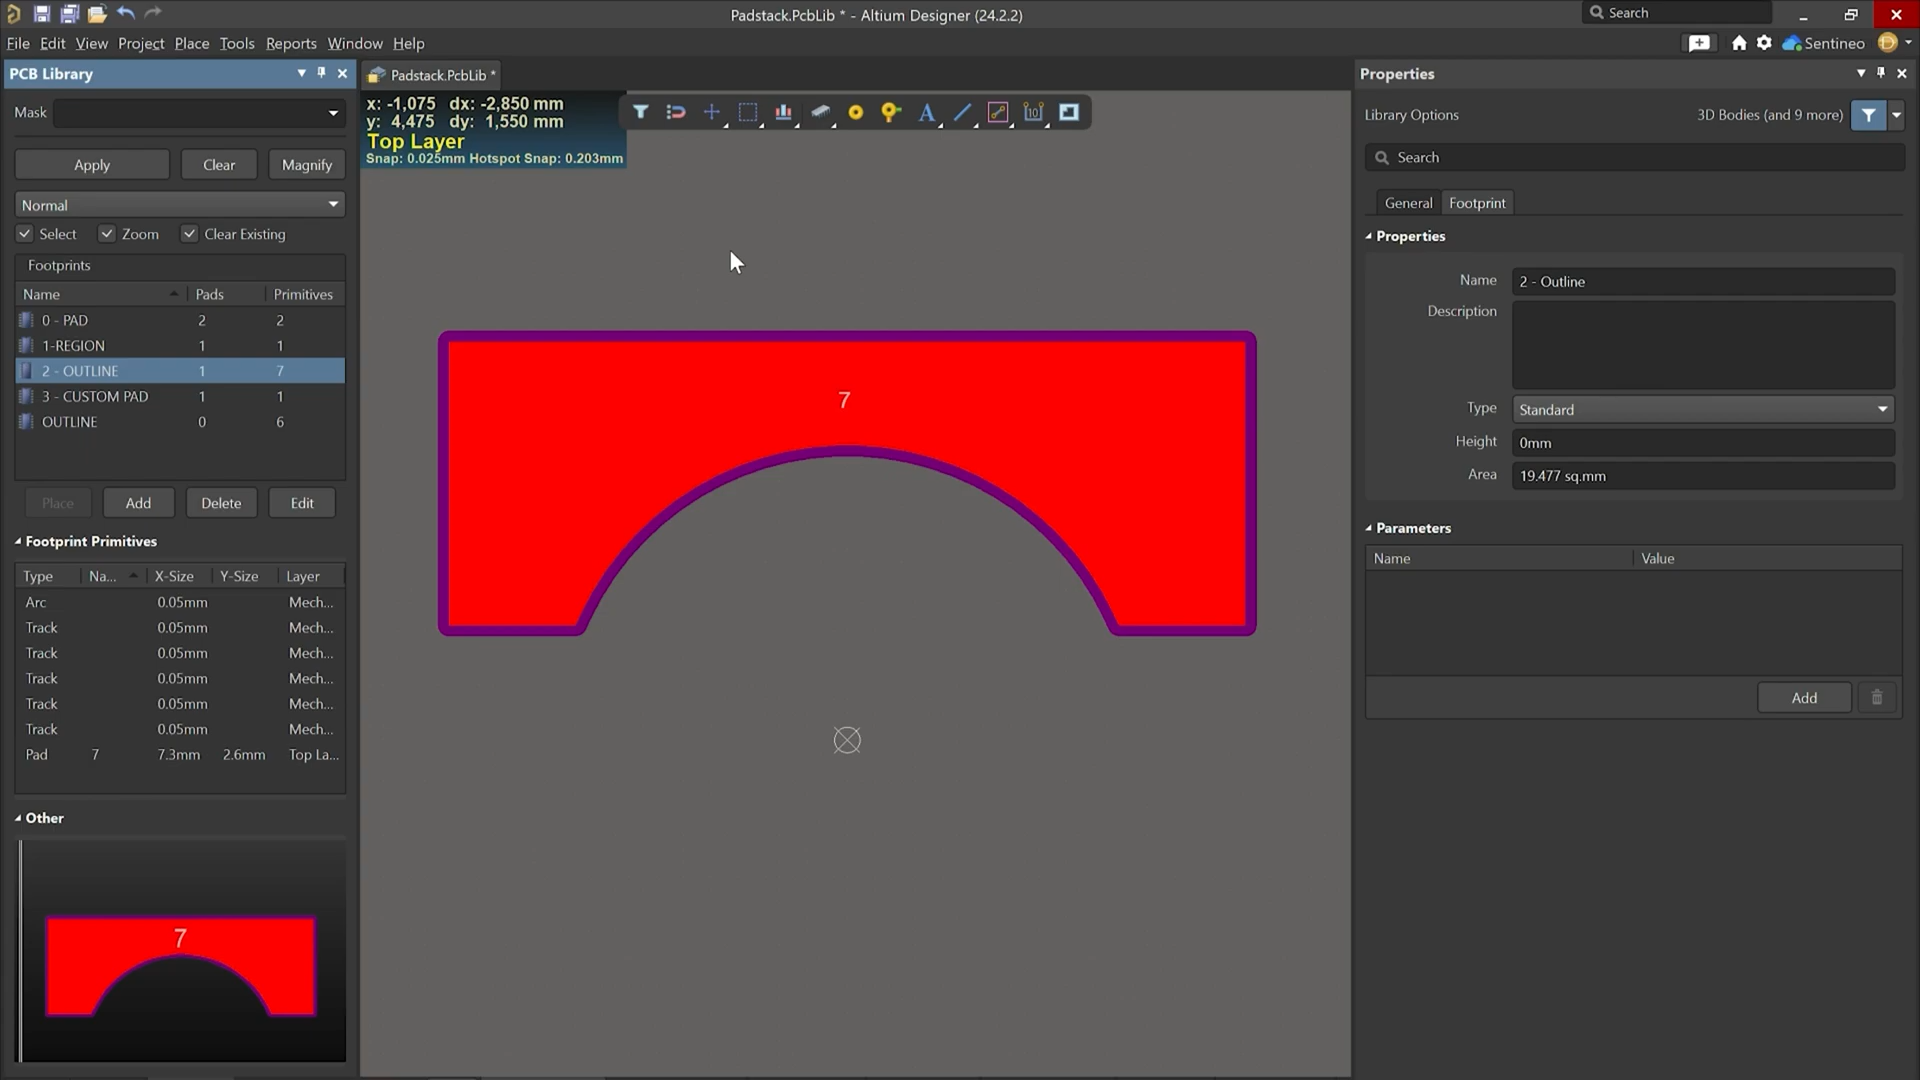 Padstack.PcbLib * - Altium Designer (24.2.2)
Search
File Edit View Project Place Tools Reports Window Help
Sentineo
PCB Library
Mask
Apply Clear Magnify
Normal
Select Zoom Clear Existing
Footprints
Name Pads Primitives
0 - PAD 2 2
1-REGION 1 1
2 - OUTLINE 1 7
3 - CUSTOM PAD 1 1
OUTLINE 0 6
Place Add Delete Edit
Footprint Primitives
Type Na... X-Size Y-Size Layer
Arc 0.05mm Mech...
Track 0.05mm Mech...
Track 0.05mm Mech...
Track 0.05mm Mech...
Track 0.05mm Mech...
Track 0.05mm Mech...
Pad 7 7.3mm 2.6mm Top La...
Other
7
Padstack.PcbLib *
x: -1,075 dx: -2,850 mm
y: 4,475 dy: 1,550 mm
Top Layer
Snap: 0.025mm Hotspot Snap: 0.203mm
7
Properties
Library Options 3D Bodies (and 9 more)
Search
General Footprint
Properties
Name 2 - Outline
Description
Type Standard
Height 0mm
Area 19.477 sq.mm
Parameters
Name Value
Add